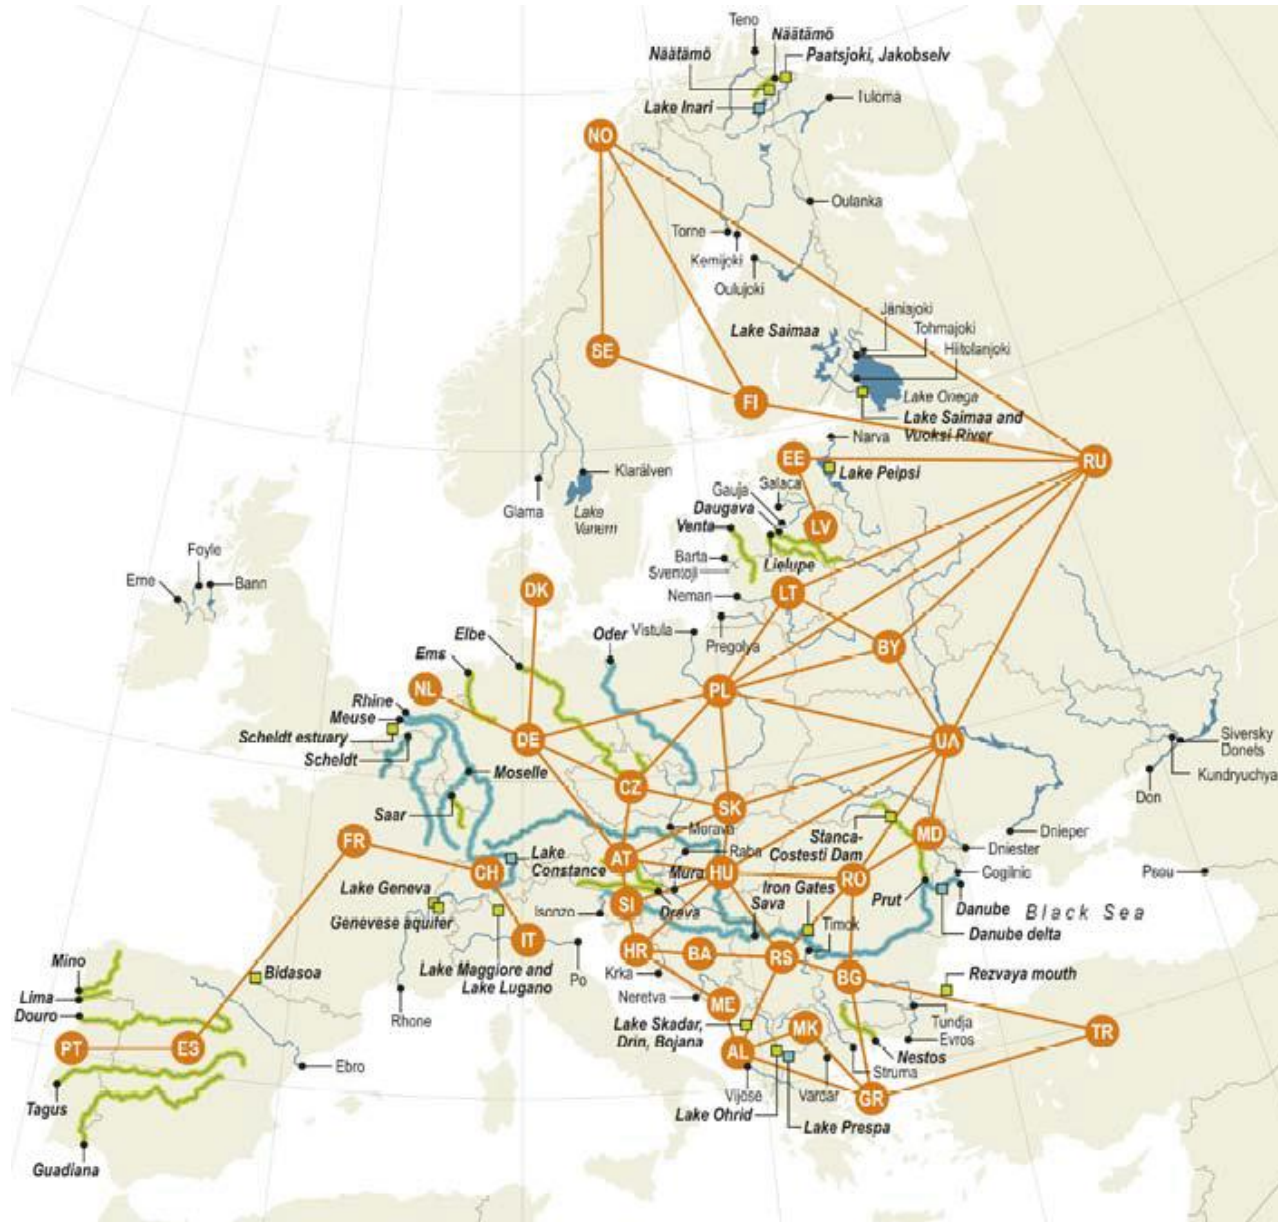 Teno
Näätämö
Näätämö
Paatsjoki, Jakobselv
Lake Inari
Tuloma
NO
Oulanka
Torne
Kemijoki
Oulujoki
Jänisjoki
Lake Saimaa
Tohmajoki
Hiitolanjoki
SE
FI
Lake Onega
Lake Saimaa and
Vuoksi River
Narva
EE
RU
Lake Peipsi
Klarälven
Salaca
Gauja
Glama
Lake
Vanern
Daugava
Venta
LV
Foyle
Barta
Lielupe
Sventoji
Erne
Bann
DK
Neman
LT
Elbe
Oder
Vistula
Pregolya
BY
Ems
NL
PL
Rhine
Meuse
Scheldt estuary
DE
UA
Siversky
Donets
Scheldt
Moselle
Kundryuchya
CZ
Don
Saar
SK
Morava
Stanca-
Costesti Dam
MD
Dnieper
FR
Dniester
Lake
Constance
AT
Raba
CH
Mura
HU
RO
Cogilnic
Psou
Lake Geneva
Iron Gates
Prut
SI
Drava
Sava
Danube
Black Sea
Genevese aquifer
Isonzo
Timok
Danube delta
IT
HR
BA
RS
Mino
Bidasoa
Lake Maggiore and
Lake Lugano
Po
Krka
BG
Rezvaya mouth
Lima
Neretva
ME
Douro
Rhone
Tundja
Lake Skadar,
Drin, Bojana
MK
Evros
TR
PT
ES
Nestos
AL
Ebro
Struma
Vijose
Vardar
GR
Tagus
Lake Ohrid
Lake Prespa
Guadiana